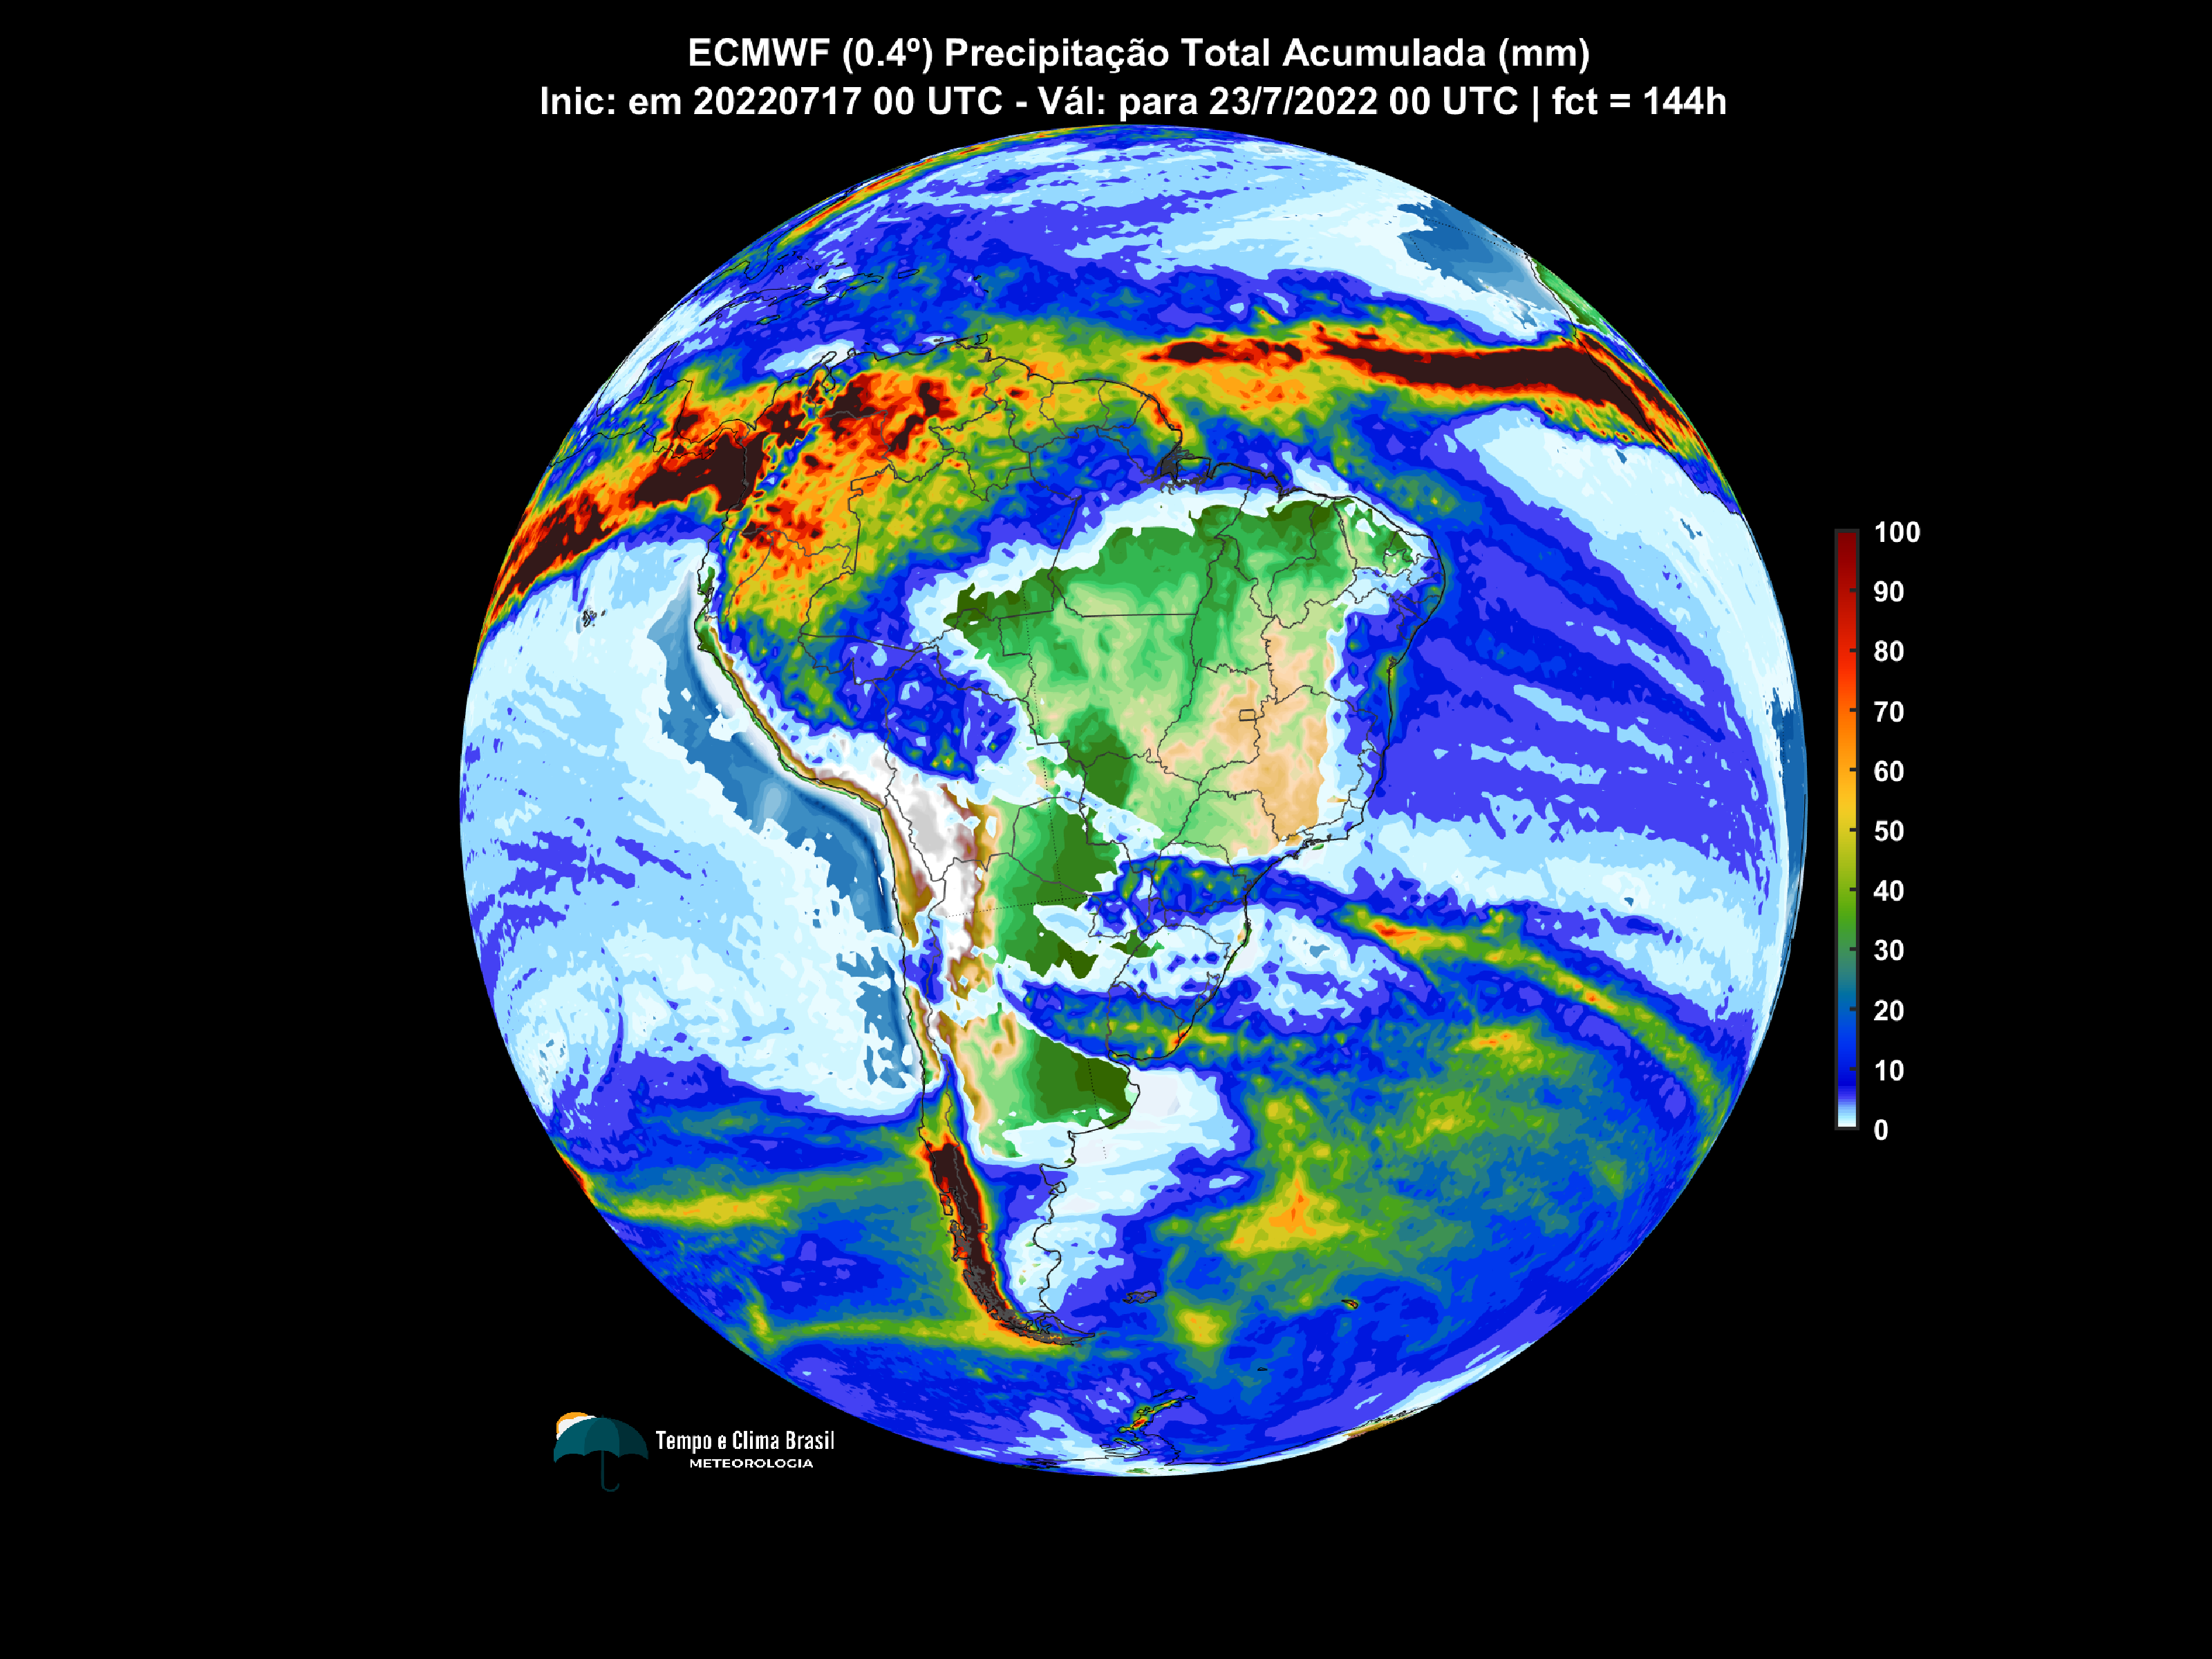 ECMWF (0.4º) Precipitação Total Acumulada (mm)
Inic: em 20220717 00 UTC - Vál: para 23/7/2022 00 UTC | fct = 144h
100
90
80
70
60
50
40
30
20
10
0
Tempo e Clima Brasil
METEOROLOGIA